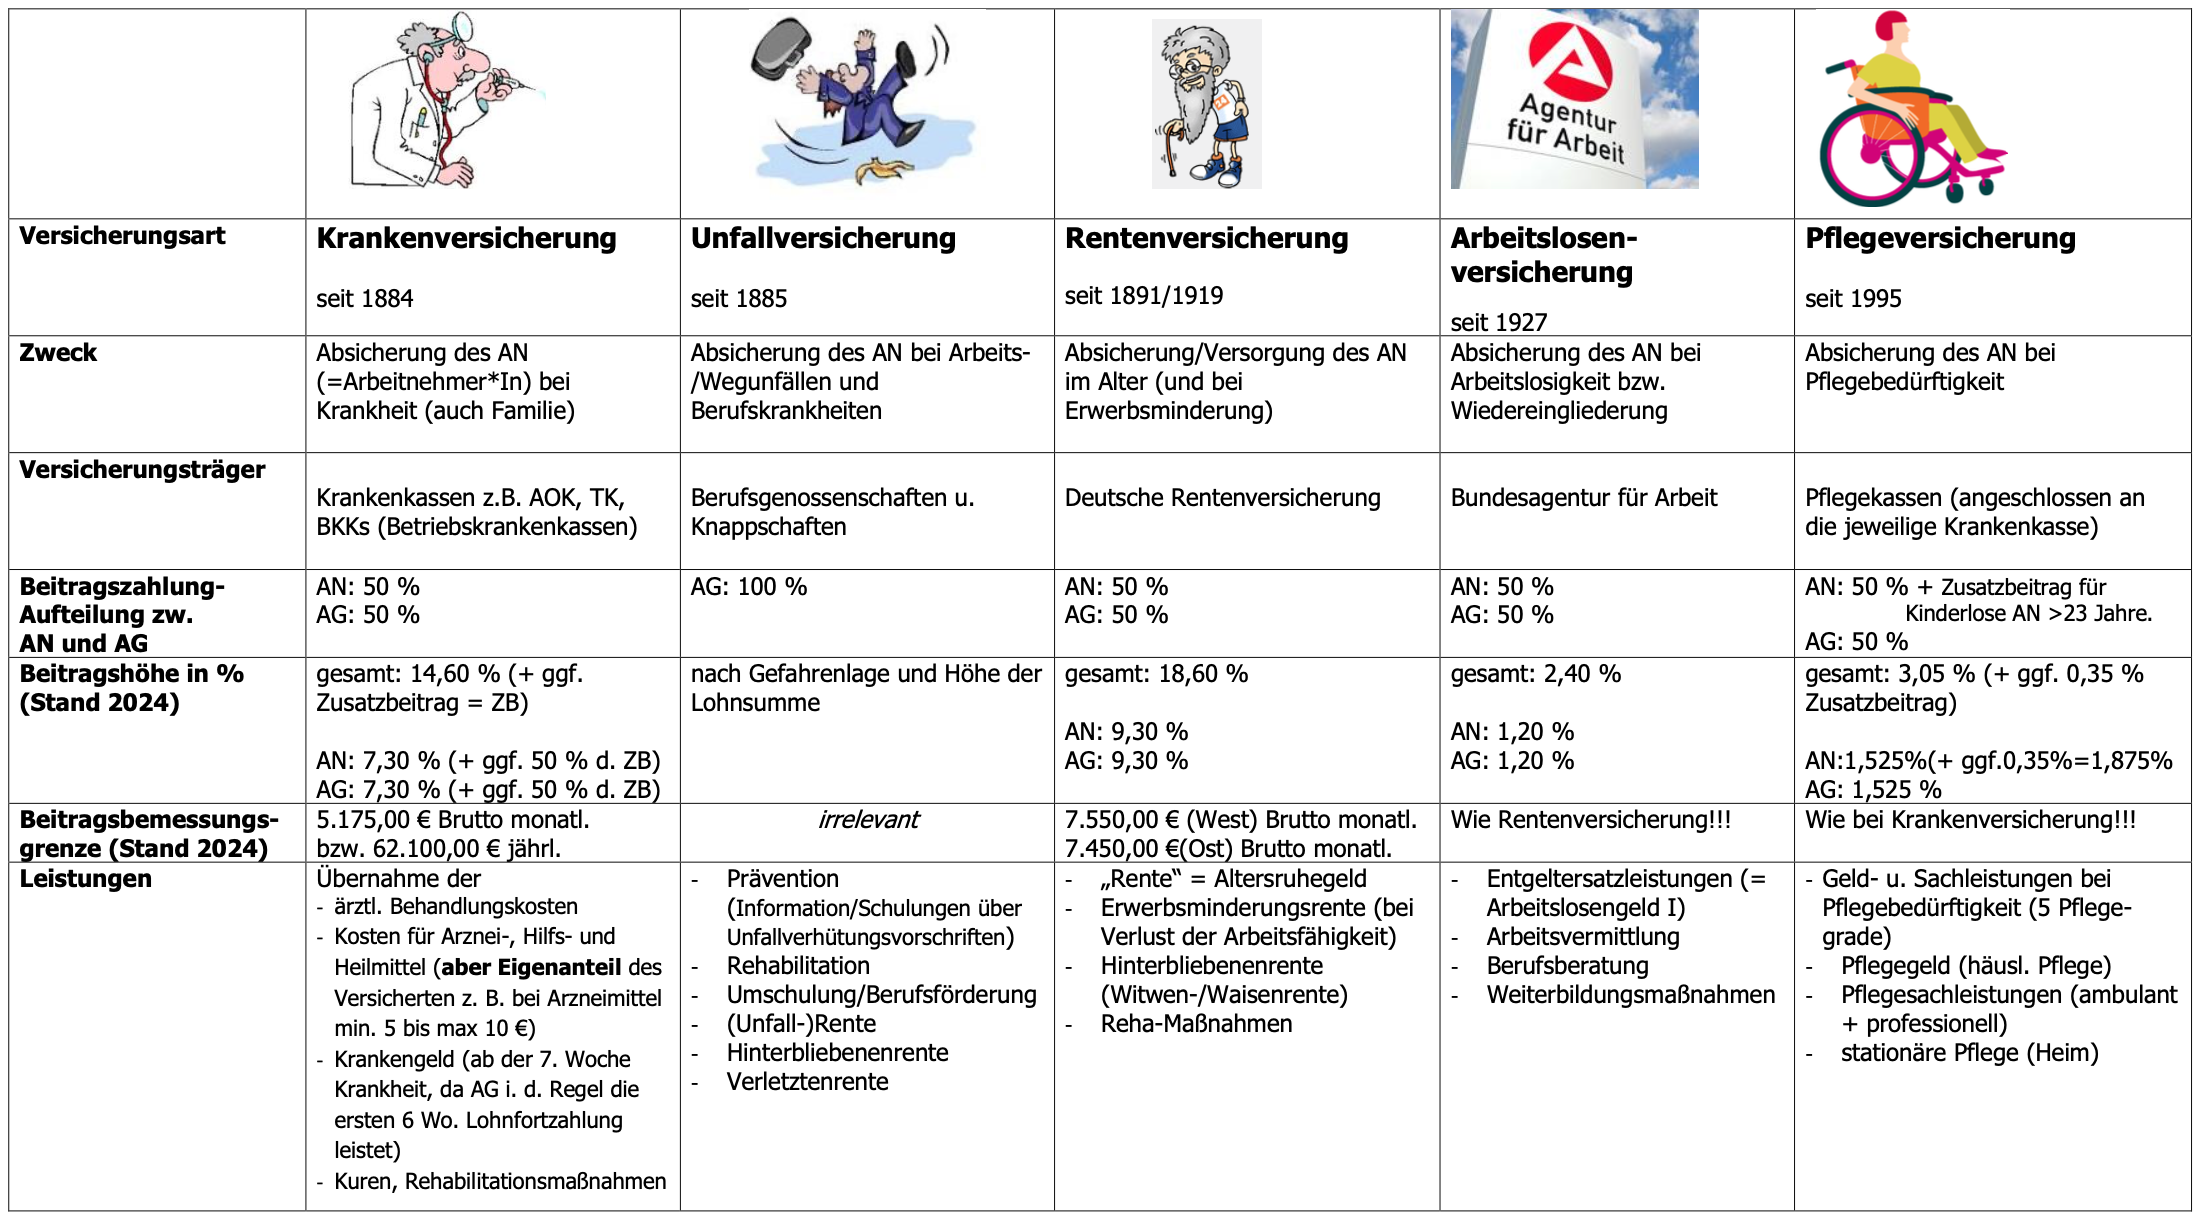 Agentur
für Arbeit
Versicherungsart
Krankenversicherung
seit 1884
Unfallversicherung
seit 1885
Rentenversicherung
seit 1891/1919
Arbeitslosen-
versicherung
seit 1927
Pflegeversicherung
seit 1995
Zweck
Absicherung des AN
(=Arbeitnehmer*In) bei
Krankheit (auch Familie)
Absicherung des AN bei Arbeits-
/Wegunfällen und
Berufskrankheiten
Absicherung/Versorgung des AN
im Alter (und bei
Erwerbsminderung)
Absicherung des AN bei
Arbeitslosigkeit bzw.
Wiedereingliederung
Absicherung des AN bei
Pflegebedürftigkeit
Versicherungsträger
Krankenkassen z.B. AOK, TK,
BKKs (Betriebskrankenkassen)
Berufsgenossenschaften u.
Knappschaften
Deutsche Rentenversicherung
Bundesagentur für Arbeit
Pflegekassen (angeschlossen an
die jeweilige Krankenkasse)
Beitragszahlung-
Aufteilung zw.
AN und AG
AN: 50 %
AG: 50 %
AG: 100 %
AN: 50 %
AG: 50 %
AN: 50 %
AG: 50 %
AN: 50 % + Zusatzbeitrag für
Kinderlose AN >23 Jahre.
AG: 50 %
Beitragshöhe in %
(Stand 2024)
gesamt: 14,60 % (+ ggf.
Zusatzbeitrag = ZB)
AN: 7,30 % (+ ggf. 50 % d. ZB)
AG: 7,30 % (+ ggf. 50 % d. ZB)
nach Gefahrenlage und Höhe der
Lohnsumme
gesamt: 18,60 %
AN: 9,30 %
AG: 9,30 %
gesamt: 2,40 %
AN: 1,20 %
AG: 1,20 %
gesamt: 3,05 % (+ ggf. 0,35 %
Zusatzbeitrag)
AN:1,525%(+ ggf.0,35%=1,875%
AG: 1,525 %
Beitragsbemessungs-
grenze (Stand 2024)
5.175,00 € Brutto monatl.
bzw. 62.100,00 € jährl.
irrelevant
7.550,00 € (West) Brutto monatl.
7.450,00 €(Ost) Brutto monatl.
Wie Rentenversicherung!!!
Wie bei Krankenversicherung!!!
Leistungen
Übernahme der
- ärztl. Behandlungskosten
- Kosten für Arznei-, Hilfs- und
Heilmittel (aber Eigenanteil des
Versicherten z. B. bei Arzneimittel
min. 5 bis max 10 €)
- Krankengeld (ab der 7. Woche
Krankheit, da AG i. d. Regel die
ersten 6 Wo. Lohnfortzahlung
leistet)
- Kuren, Rehabilitationsmaßnahmen
- Prävention
(Information/Schulungen über
Unfallverhütungsvorschriften)
- Rehabilitation
- Umschulung/Berufsförderung
- (Unfall-)Rente
- Hinterbliebenenrente
- Verletztenrente
- „Rente“ = Altersruhegeld
- Erwerbsminderungsrente (bei
Verlust der Arbeitsfähigkeit)
- Hinterbliebenenrente
(Witwen-/Waisenrente)
- Reha-Maßnahmen
- Entgeltersatzleistungen (=
Arbeitslosengeld I)
- Arbeitsvermittlung
- Berufsberatung
- Weiterbildungsmaßnahmen
- Geld- u. Sachleistungen bei
Pflegebedürftigkeit (5 Pflege-
grade)
- Pflegegeld (häusl. Pflege)
- Pflegesachleistungen (ambulant
+ professionell)
- stationäre Pflege (Heim)